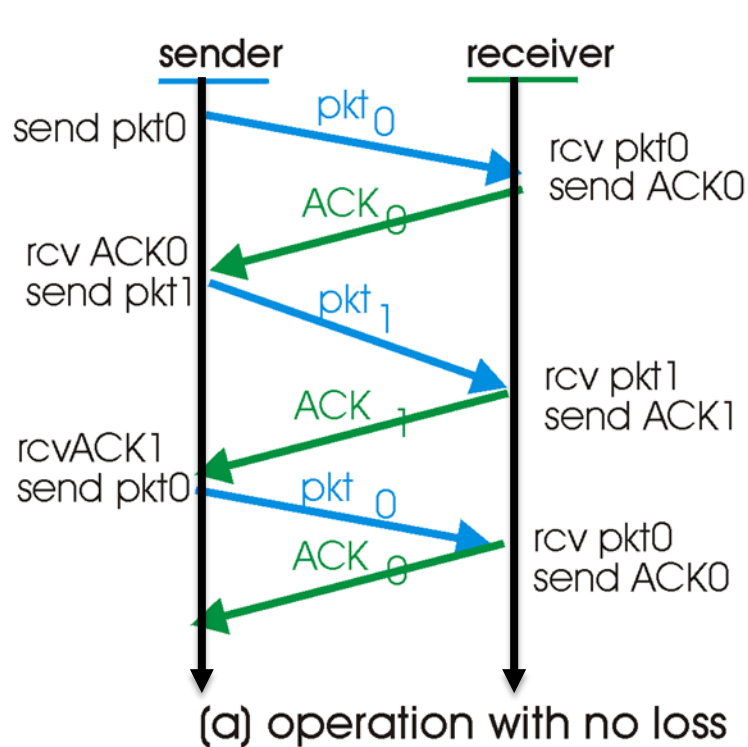 sender
receiver
pkt0
send pkt0
rcv pkt0
send ACK0
ACK0
rcv ACK0
send pkt1
pkt1
rcv pkt1
send ACK1
ACK1
rcvACK1
send pkt0
pkt0
rcv pkt0
send ACK0
ACK0
(a) operation with no loss